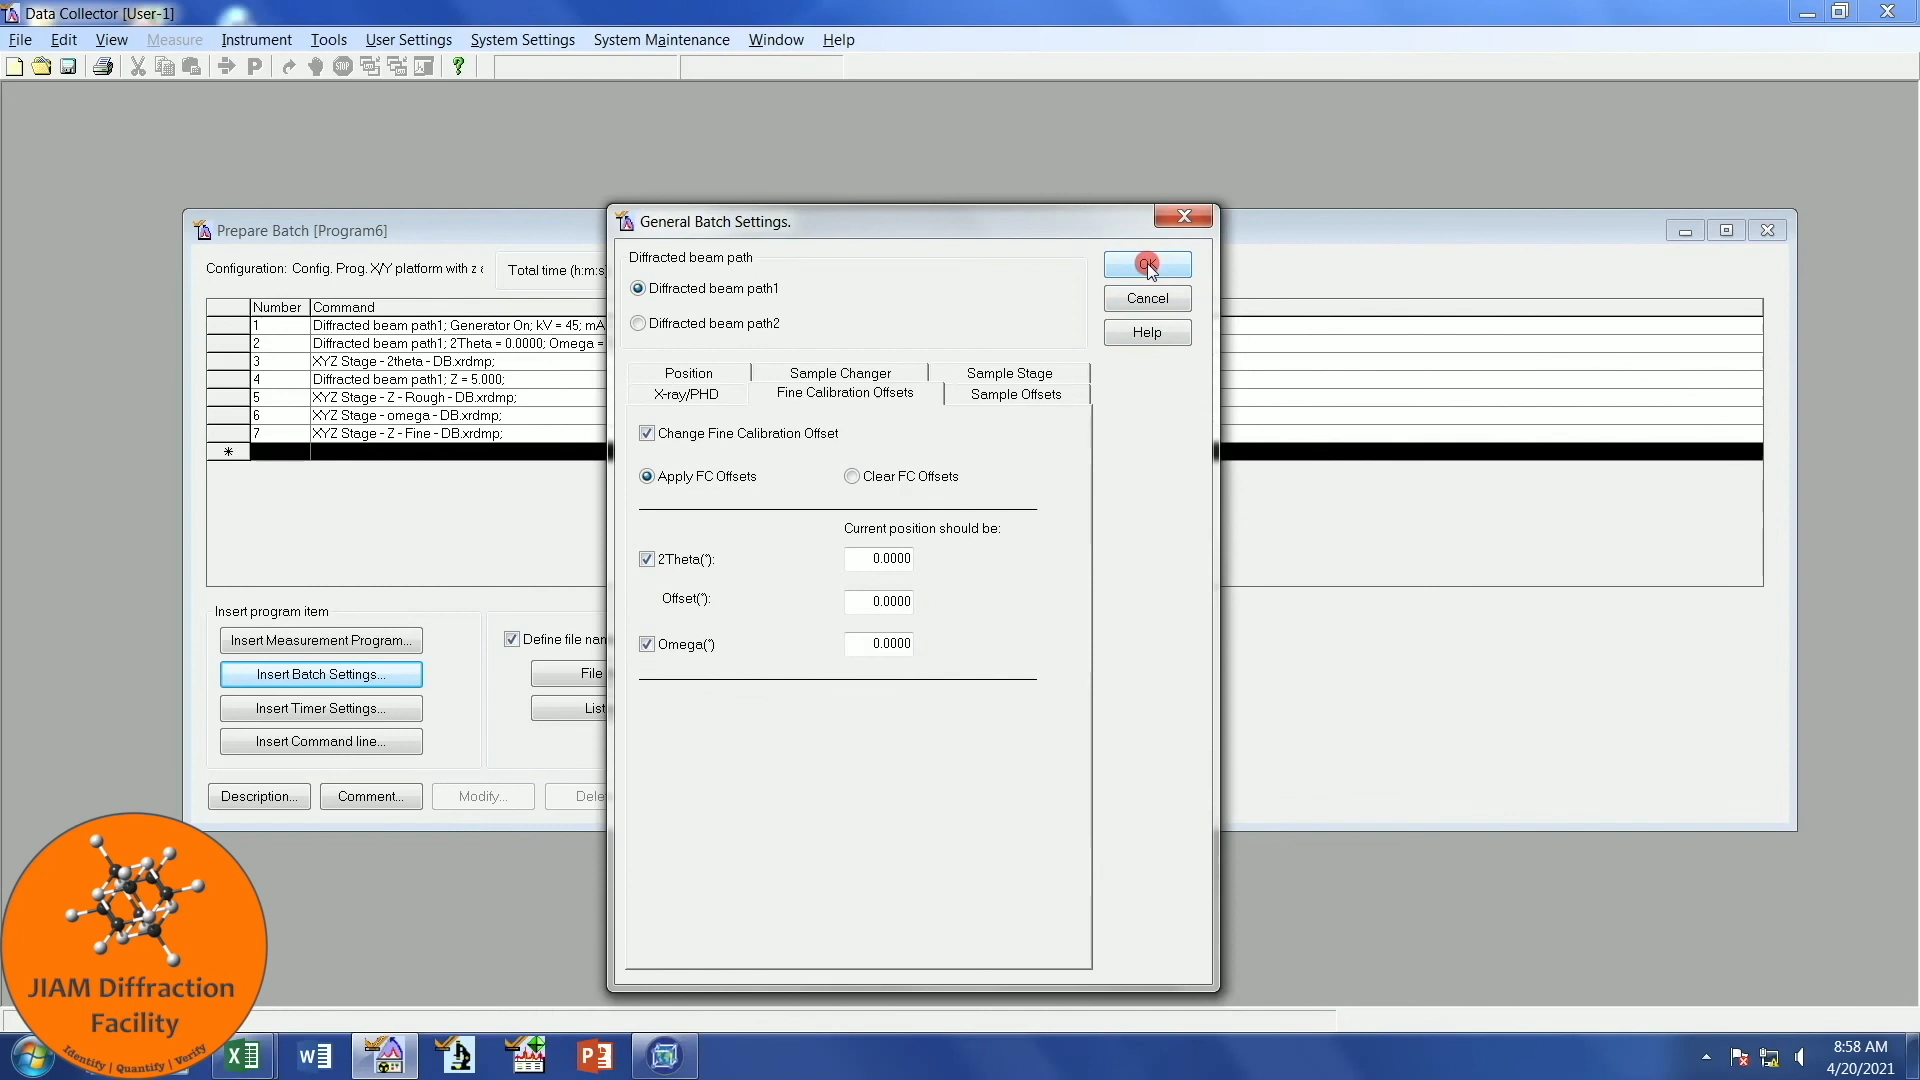 Data Collector [User-1]
File Edit View Measure Instrument Tools User Settings System Settings System Maintenance Window Help
P STOP ?
Prepare Batch [Program6]
Configuration: Config. Prog. X/Y platform with z
Total time (h:m:s
Number Command
1 Diffracted beam path1; Generator On; kV = 45; mA
2 Diffracted beam path1; 2Theta = 0.0000; Omega =
3 XYZ Stage - 2theta - DB.xrdmp;
4 Diffracted beam path1; Z = 5.000;
5 XYZ Stage - Z - Rough - DB.xrdmp;
6 XYZ Stage - omega - DB.xrdmp;
7 XYZ Stage - Z - Fine - DB.xrdmp;
*
Insert program item
Insert Measurement Program...
Insert Batch Settings...
Insert Timer Settings...
Insert Command line...
Define file nam
File
List
Description... Comment... Modify... Dele
General Batch Settings.
Diffracted beam path
Diffracted beam path1
Diffracted beam path2
OK
Cancel
Help
Position Sample Changer Sample Stage
X-ray/PHD Fine Calibration Offsets Sample Offsets
Change Fine Calibration Offset
Apply FC Offsets Clear FC Offsets
Current position should be:
2Theta(°): 0.0000
Offset(°): 0.0000
Omega(°) 0.0000
JIAM Diffraction
Facility
Identify | Quantify | Verify
8:58 AM
4/20/2021